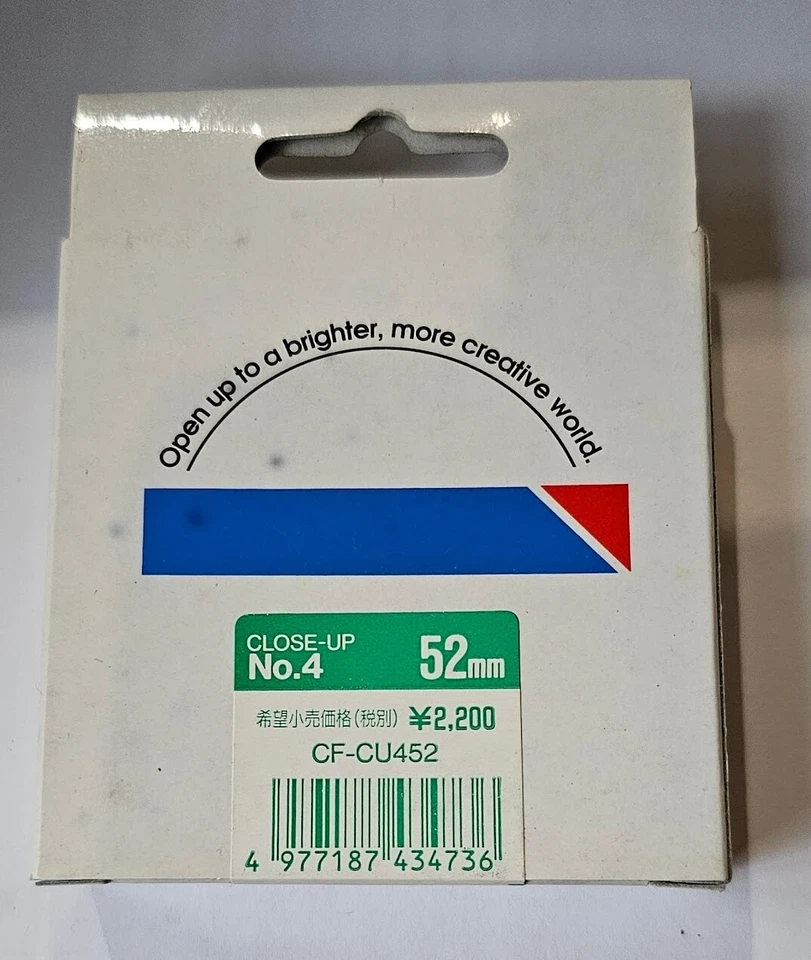 Open up to a brighter, more creative world.
CLOSE-UP
No.4 52mm
希望小売価格(税別) ¥2,200
CF-CU452
4 977187 434736